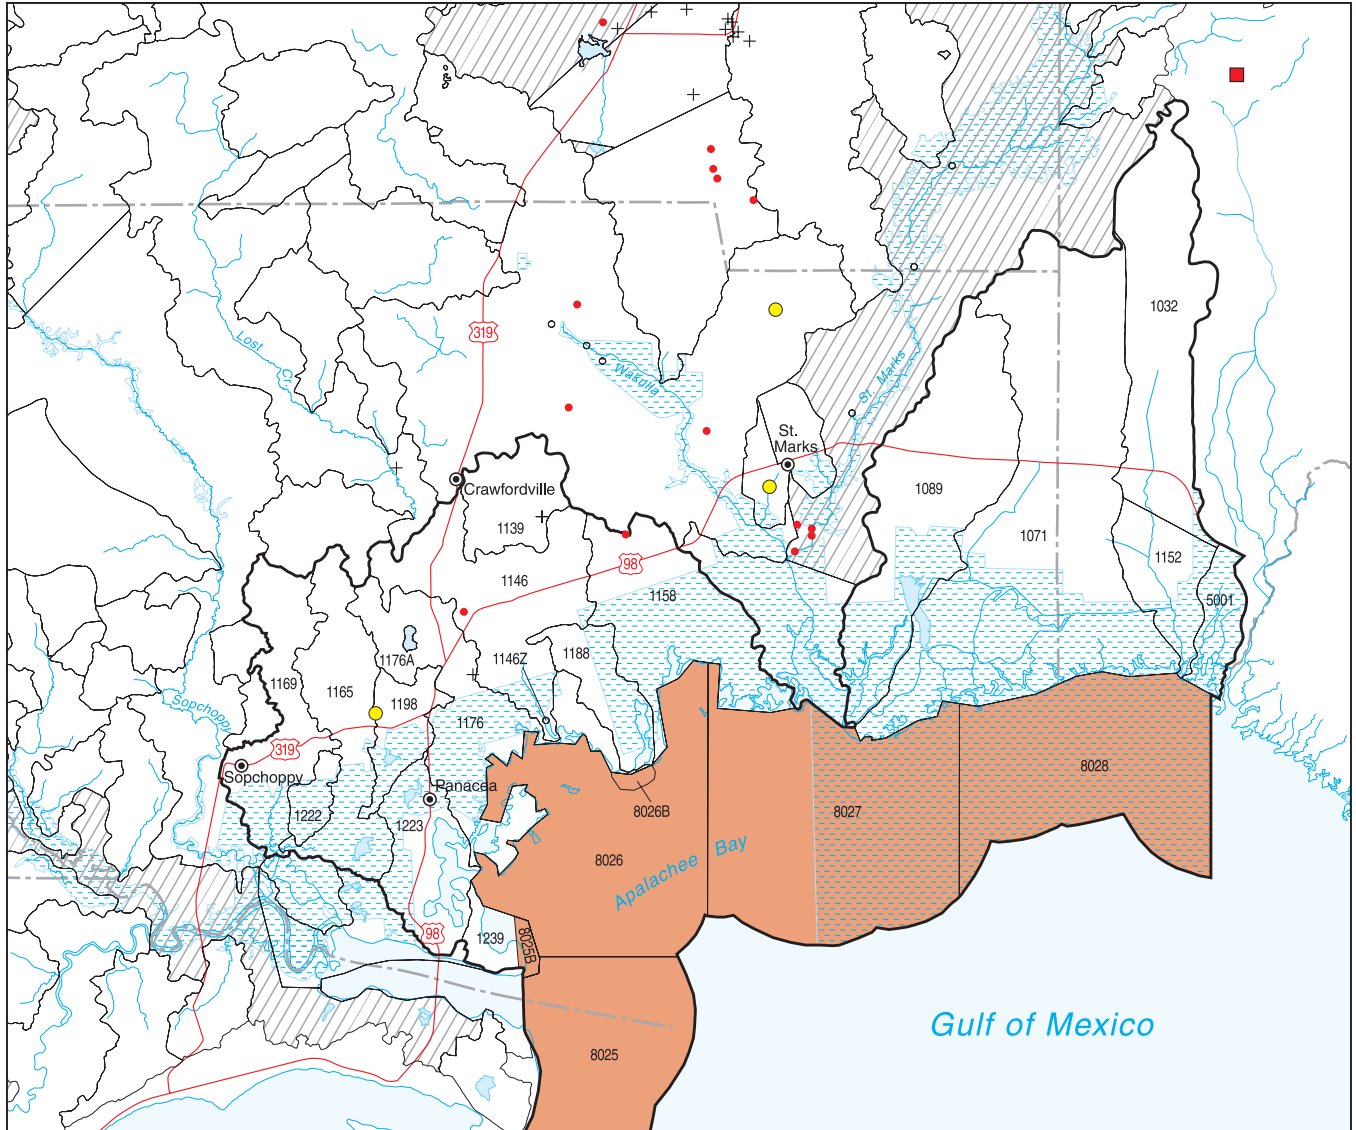 1032
319
Lost
Cr.
Wakulla
St. Marks
St.
Marks
Crawfordville
1089
1139
1071
98
1152
1146
1158
5001
1146Z
1188
1176A
1169
1165
1198
Sopchoppy
1176
319
Sopchoppy
Panacea
8028
8026B
8027
1222
1223
8026
Apalachee Bay
98
1239
8025B
Gulf of Mexico
8025